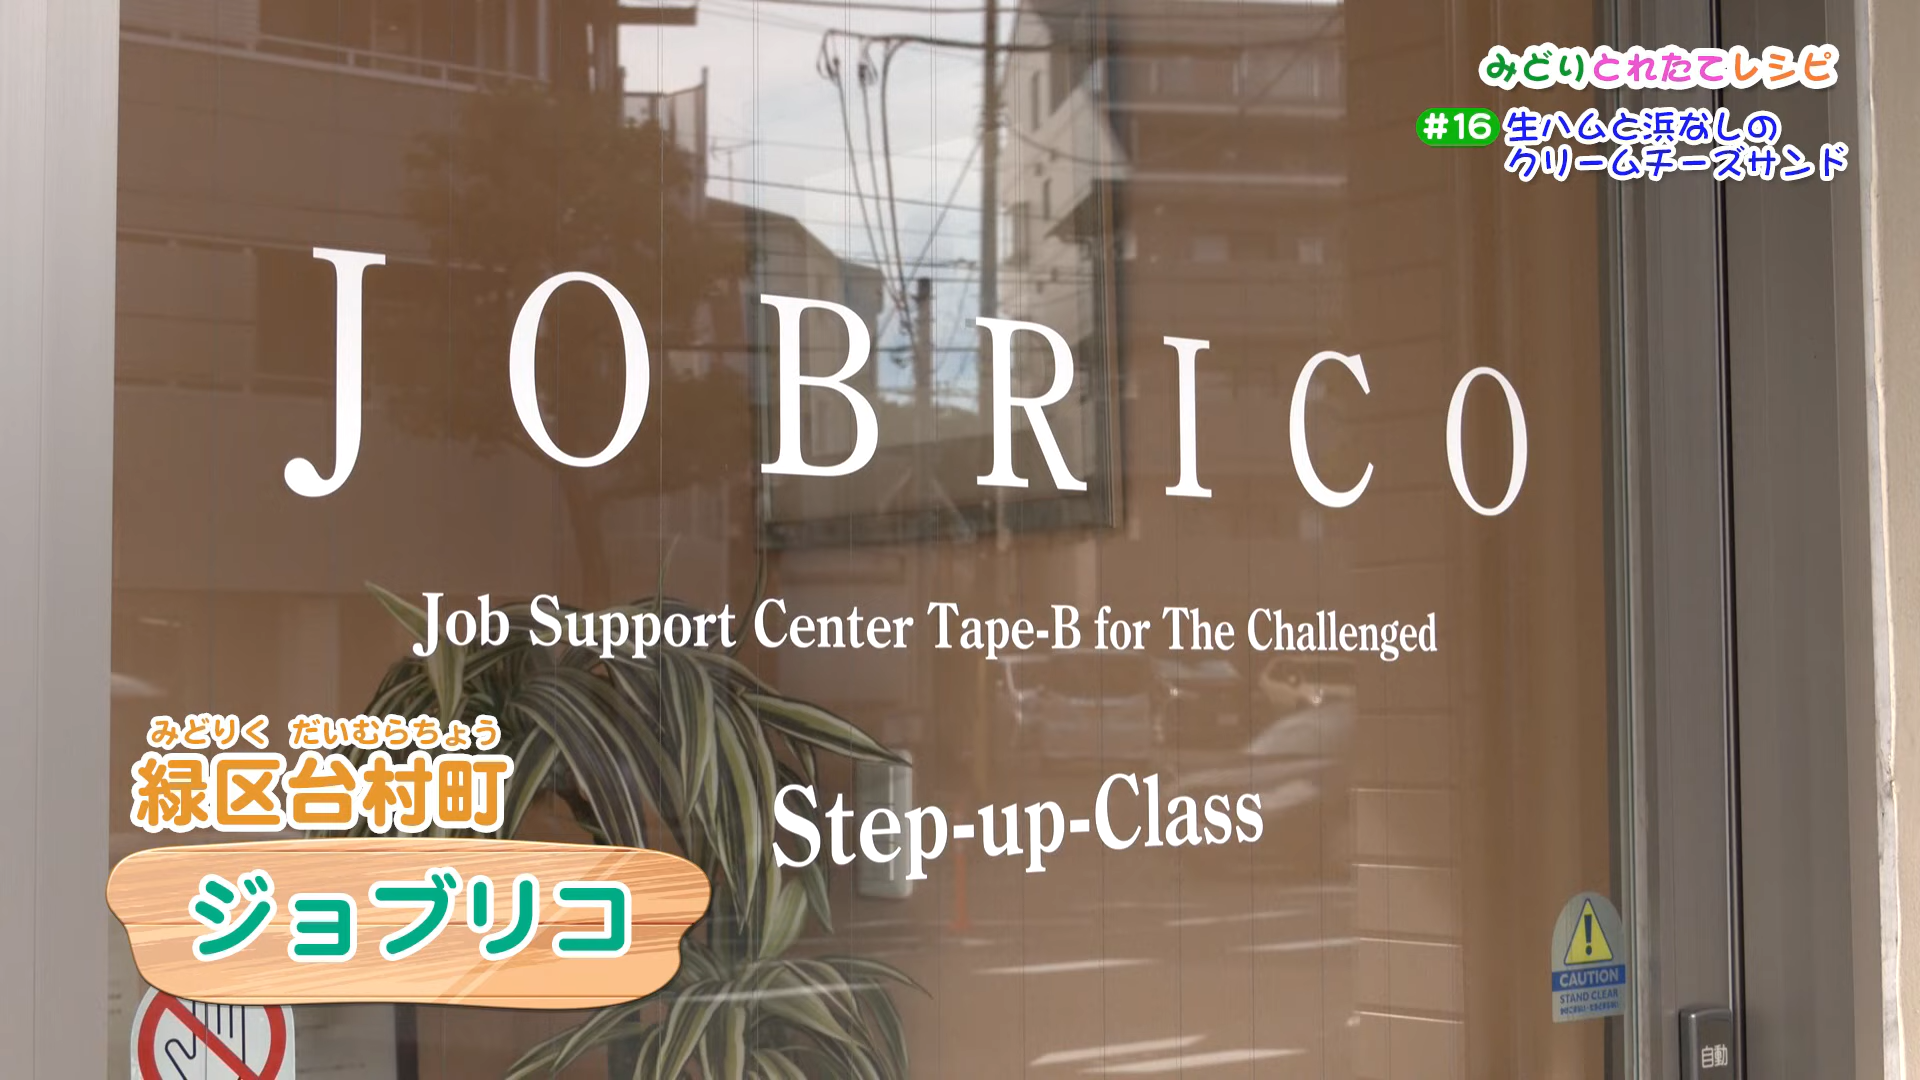 みどりとれたてレシピ
#16 生ハムと浜なしの
クリームチーズサンド
JOBRICO
Job Support Center Tape-B for The Challenged
Step-up-Class
みどりく だいむらちょう
緑区台村町
ジョブリコ
CAUTION
STAND CLEAR
自動